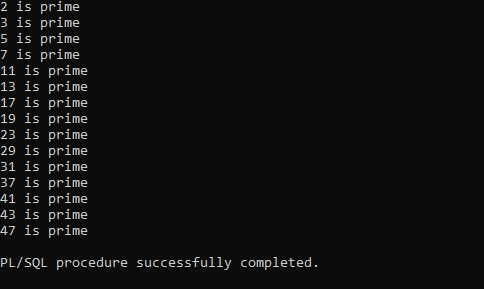 2 is prime
3 is prime
5 is prime
7 is prime
11 is prime
13 is prime
17 is prime
19 is prime
23 is prime
29 is prime
31 is prime
37 is prime
41 is prime
43 is prime
47 is prime
PL/SQL procedure successfully completed.